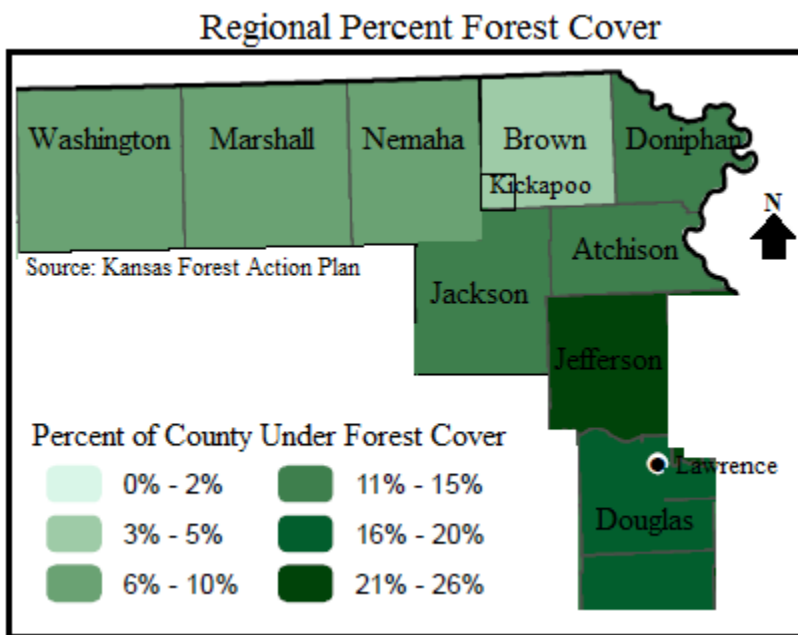 Regional Percent Forest Cover
Washington Marshall Nemaha Brown Doniphan
Kickapoo
N
Atchison
Source: Kansas Forest Action Plan
Jackson
Jefferson
Percent of County Under Forest Cover
Lawrence
0% - 2% 11% - 15%
3% - 5% 16% - 20%
Douglas
6% - 10% 21% - 26%